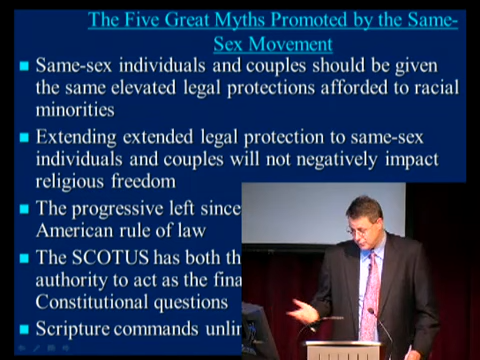 The Five Great Myths Promoted by the Same-
Sex Movement
Same-sex individuals and couples should be given
the same elevated legal protections afforded to racial
minorities
Extending extended legal protection to same-sex
individuals and couples will not negatively impact
religious freedom
The progressive left since
American rule of law
The SCOTUS has both
authority to act as the
Constitutional questions
Scripture commands